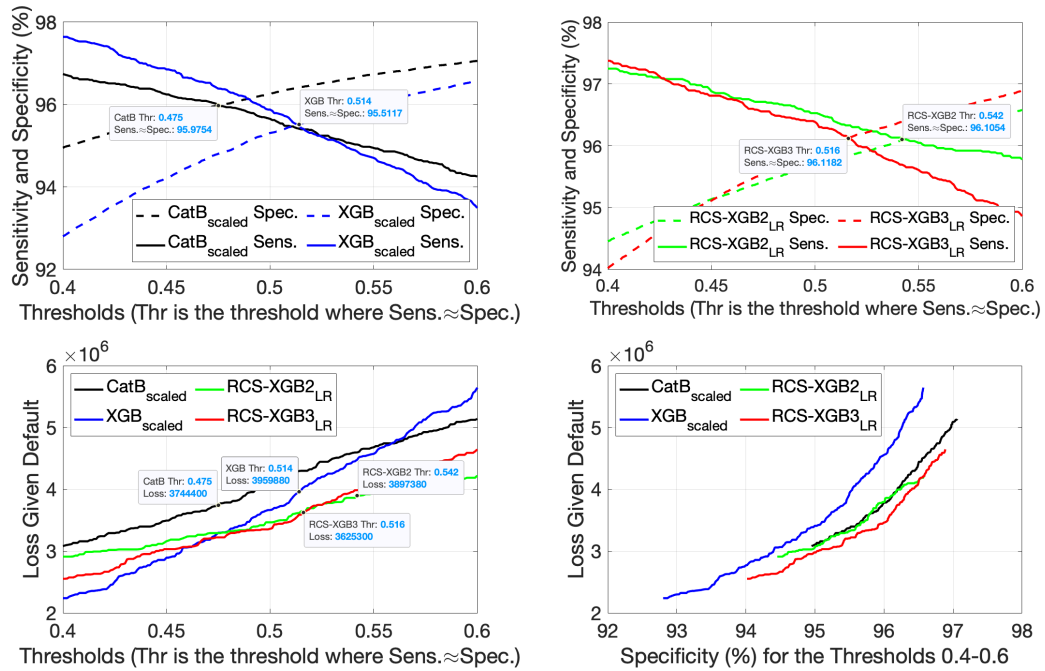 Sensitivity and Specificity (%)
98
96
94
92
CatB Thr: 0.475
Sens.≈Spec.: 95.9754
XGB Thr: 0.514
Sens.≈Spec.: 95.5117
CatBscaled Spec. XGBscaled Spec.
CatBscaled Sens. XGBscaled Sens.
0.4 0.45 0.5 0.55 0.6
Thresholds (Thr is the threshold where Sens.≈Spec.)
Sensitivity and Specificity (%)
98
97
96
95
94
RCS-XGB2 Thr: 0.542
Sens.≈Spec.: 96.1054
RCS-XGB3 Thr: 0.516
Sens.≈Spec.: 96.1182
RCS-XGB2LR Spec. RCS-XGB3LR Spec.
RCS-XGB2LR Sens. RCS-XGB3LR Sens.
0.4 0.45 0.5 0.55 0.6
Thresholds (Thr is the threshold where Sens.≈Spec.)
×10⁶
Loss Given Default
6
5
4
3
2
CatBscaled RCS-XGB2LR
XGBscaled RCS-XGB3LR
CatB Thr: 0.475
Loss: 3744400
XGB Thr: 0.514
Loss: 3959880
RCS-XGB2 Thr: 0.542
Loss: 3897380
RCS-XGB3 Thr: 0.516
Loss: 3625300
0.4 0.45 0.5 0.55 0.6
Thresholds (Thr is the threshold where Sens.≈Spec.)
×10⁶
Loss Given Default
6
5
4
3
2
CatBscaled RCS-XGB2LR
XGBscaled RCS-XGB3LR
92 93 94 95 96 97 98
Specificity (%) for the Thresholds 0.4-0.6